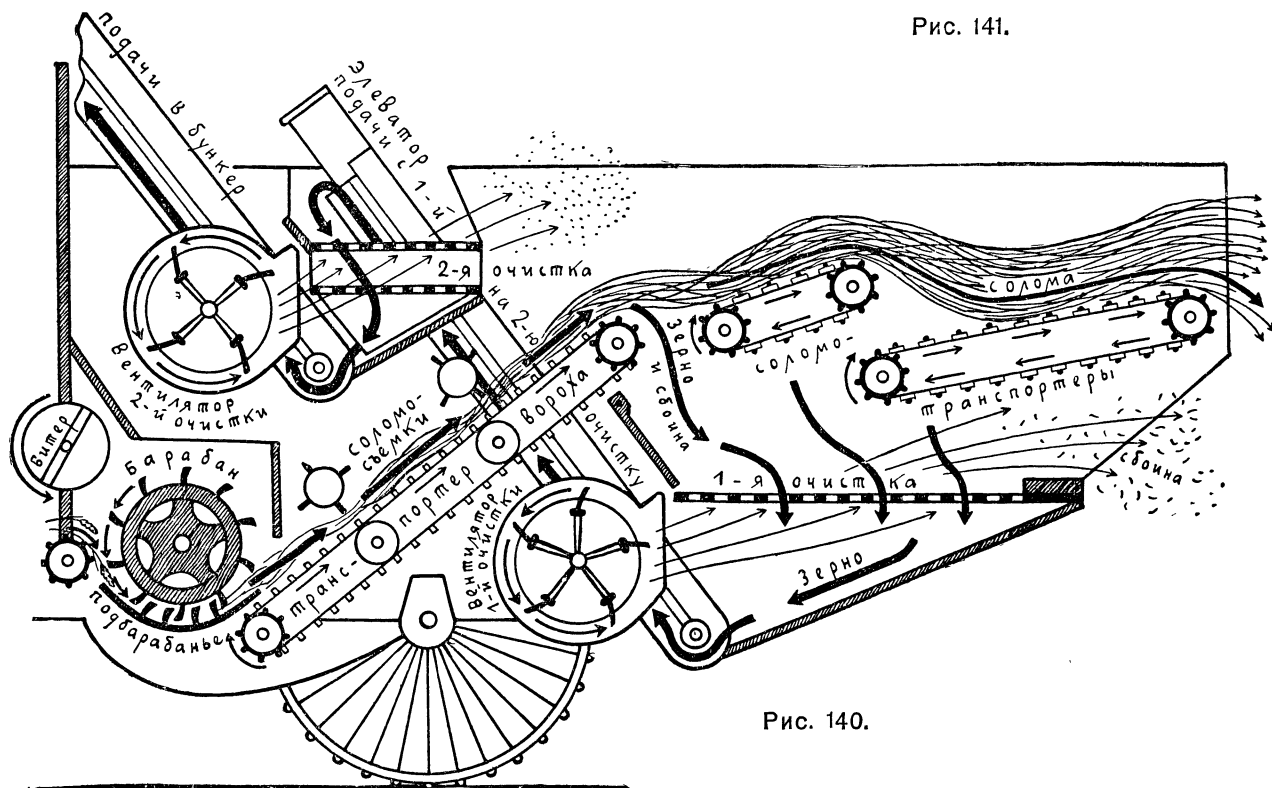 Рис. 141.
подачи в бункер
Элеватор
подачи с 1-й
на 2-ю
очистку
2-я очистка
Вентилятор
2-й очистки
Битер
Барабан
подбарабанье
соломо-
съемки
транс-
портер
вороха
Зерно
и сбоина
соломо-
транспортеры
солома
сбоина
1-я очистка
Вентилятор
1-й очистки
Зерно
Рис. 140.